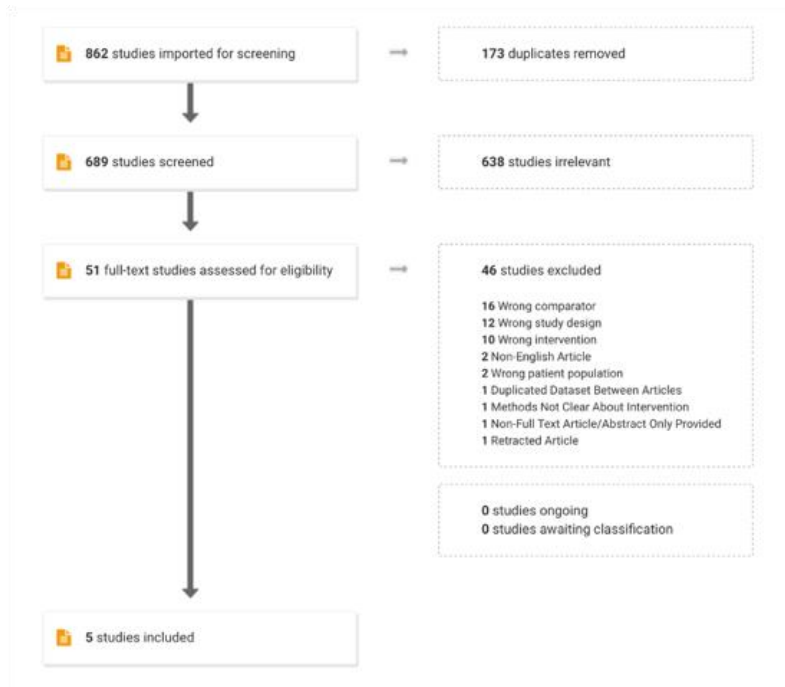 862 studies imported for screening
173 duplicates removed
689 studies screened
638 studies irrelevant
51 full-text studies assessed for eligibility
46 studies excluded
16 Wrong comparator
12 Wrong study design
10 Wrong intervention
2 Non-English Article
2 Wrong patient population
1 Duplicated Dataset Between Articles
1 Methods Not Clear About Intervention
1 Non-Full Text Article/Abstract Only Provided
1 Retracted Article
0 studies ongoing
0 studies awaiting classification
5 studies included